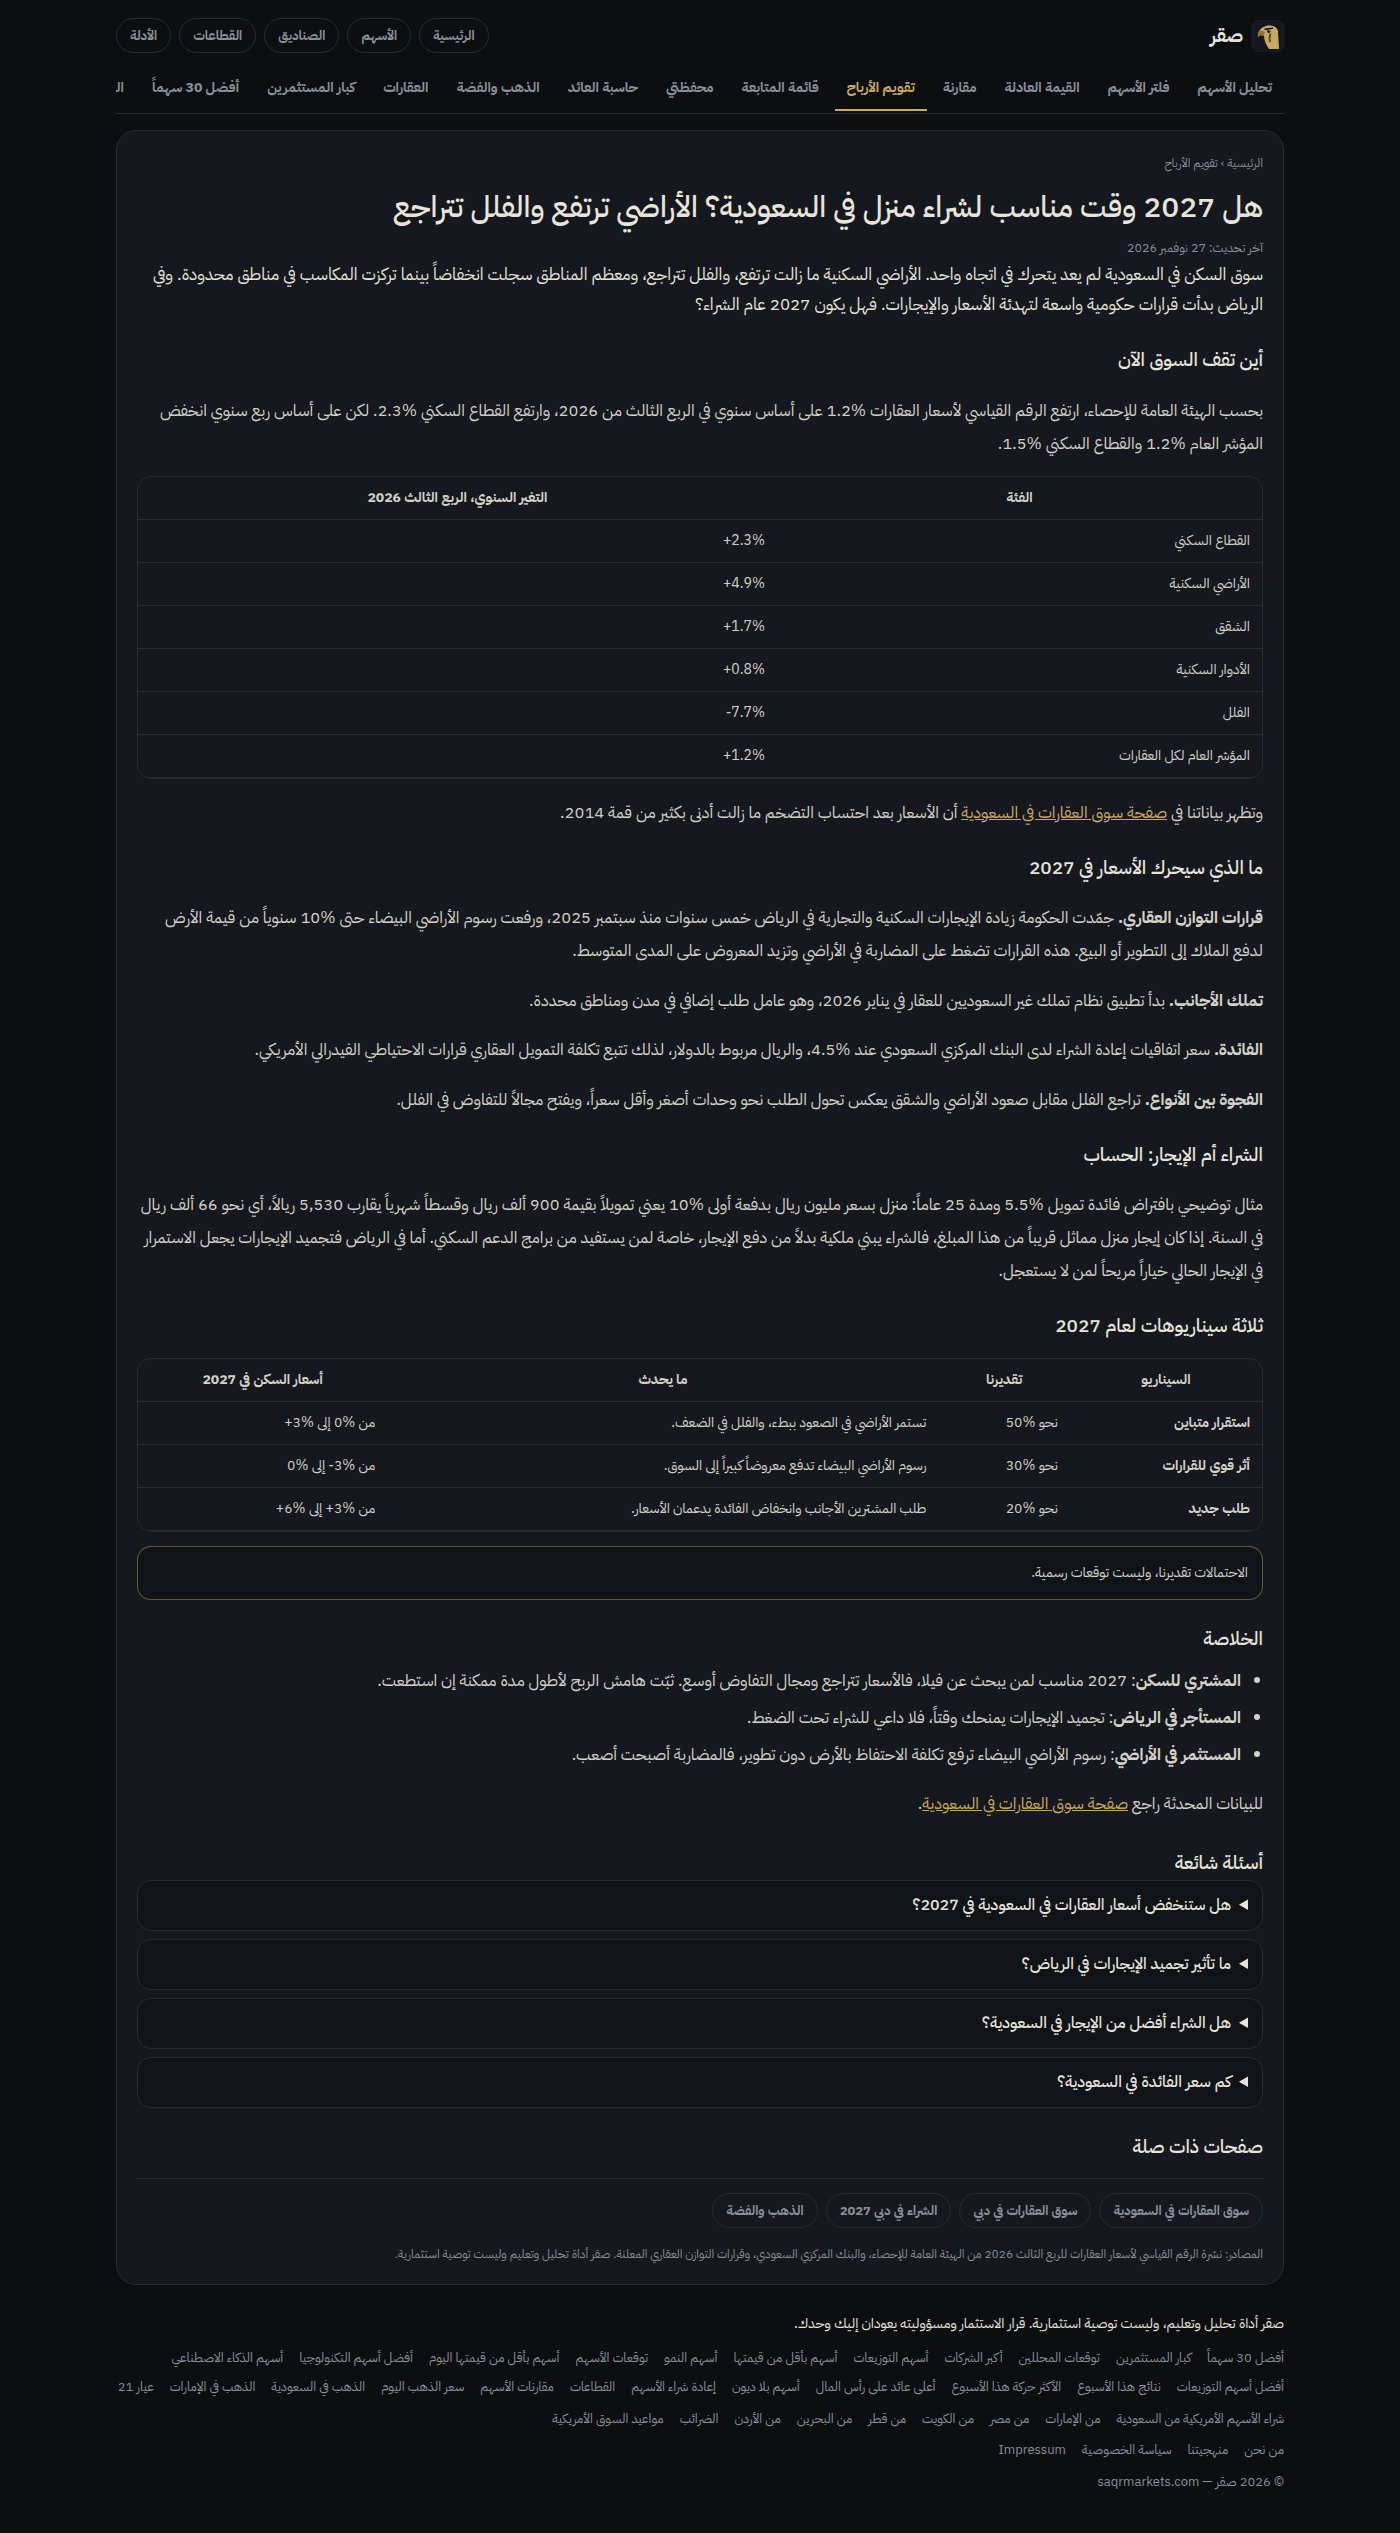 صقر
الرئيسية الأسهم الصناديق القطاعات الأدلة
تحليل الأسهم فلتر الأسهم القيمة العادلة مقارنة تقويم الأرباح قائمة المتابعة محفظتي حاسبة العائد الذهب والفضة العقارات كبار المستثمرين أفضل 30 سهماً الـ
الرئيسية › تقويم الأرباح
هل 2027 وقت مناسب لشراء منزل في السعودية؟ الأراضي ترتفع والفلل تتراجع
آخر تحديث: 27 نوفمبر 2026
سوق السكن في السعودية لم يعد يتحرك في اتجاه واحد. الأراضي السكنية ما زالت ترتفع، والفلل تتراجع، ومعظم المناطق سجلت انخفاضاً بينما تركزت المكاسب في مناطق محدودة. وفي
الرياض بدأت قرارات حكومية واسعة لتهدئة الأسعار والإيجارات. فهل يكون 2027 عام الشراء؟
أين تقف السوق الآن
بحسب الهيئة العامة للإحصاء، ارتفع الرقم القياسي لأسعار العقارات 1.2% على أساس سنوي في الربع الثالث من 2026، وارتفع القطاع السكني 2.3%. لكن على أساس ربع سنوي انخفض
المؤشر العام 1.2% والقطاع السكني 1.5%.
الفئة التغير السنوي، الربع الثالث 2026
القطاع السكني +2.3%
الأراضي السكنية +4.9%
الشقق +1.7%
الأدوار السكنية +0.8%
الفلل -7.7%
المؤشر العام لكل العقارات +1.2%
وتظهر بياناتنا في صفحة سوق العقارات في السعودية أن الأسعار بعد احتساب التضخم ما زالت أدنى بكثير من قمة 2014.
ما الذي سيحرك الأسعار في 2027
قرارات التوازن العقاري. جمّدت الحكومة زيادة الإيجارات السكنية والتجارية في الرياض خمس سنوات منذ سبتمبر 2025، ورفعت رسوم الأراضي البيضاء حتى 10% سنوياً من قيمة الأرض
لدفع الملاك إلى التطوير أو البيع. هذه القرارات تضغط على المضاربة في الأراضي وتزيد المعروض على المدى المتوسط.
تملك الأجانب. بدأ تطبيق نظام تملك غير السعوديين للعقار في يناير 2026، وهو عامل طلب إضافي في مدن ومناطق محددة.
الفائدة. سعر اتفاقيات إعادة الشراء لدى البنك المركزي السعودي عند 4.5%، والريال مربوط بالدولار، لذلك تتبع تكلفة التمويل العقاري قرارات الاحتياطي الفيدرالي الأمريكي.
الفجوة بين الأنواع. تراجع الفلل مقابل صعود الأراضي والشقق يعكس تحول الطلب نحو وحدات أصغر وأقل سعراً، ويفتح مجالاً للتفاوض في الفلل.
الشراء أم الإيجار: الحساب
مثال توضيحي بافتراض فائدة تمويل 5.5% ومدة 25 عاماً: منزل بسعر مليون ريال بدفعة أولى 10% يعني تمويلاً بقيمة 900 ألف ريال وقسطاً شهرياً يقارب 5,530 ريالاً، أي نحو 66 ألف ريال
في السنة. إذا كان إيجار منزل مماثل قريباً من هذا المبلغ، فالشراء يبني ملكية بدلاً من دفع الإيجار، خاصة لمن يستفيد من برامج الدعم السكني. أما في الرياض فتجميد الإيجارات يجعل الاستمرار
في الإيجار الحالي خياراً مريحاً لمن لا يستعجل.
ثلاثة سيناريوهات لعام 2027
السيناريو تقديرنا ما يحدث أسعار السكن في 2027
استقرار متباين نحو 50% تستمر الأراضي في الصعود ببطء، والفلل في الضعف. من 0% إلى +3%
أثر قوي للقرارات نحو 30% رسوم الأراضي البيضاء تدفع معروضاً كبيراً إلى السوق. من -3% إلى 0%
طلب جديد نحو 20% طلب المشترين الأجانب وانخفاض الفائدة يدعمان الأسعار. من +3% إلى +6%
الاحتمالات تقديرنا، وليست توقعات رسمية.
الخلاصة
• المشتري للسكن: 2027 مناسب لمن يبحث عن فيلا، فالأسعار تتراجع ومجال التفاوض أوسع. ثبّت هامش الربح لأطول مدة ممكنة إن استطعت.
• المستأجر في الرياض: تجميد الإيجارات يمنحك وقتاً، فلا داعي للشراء تحت الضغط.
• المستثمر في الأراضي: رسوم الأراضي البيضاء ترفع تكلفة الاحتفاظ بالأرض دون تطوير، فالمضاربة أصبحت أصعب.
للبيانات المحدثة راجع صفحة سوق العقارات في السعودية.
أسئلة شائعة
هل ستنخفض أسعار العقارات في السعودية في 2027؟
ما تأثير تجميد الإيجارات في الرياض؟
هل الشراء أفضل من الإيجار في السعودية؟
كم سعر الفائدة في السعودية؟
صفحات ذات صلة
سوق العقارات في السعودية سوق العقارات في دبي الشراء في دبي 2027 الذهب والفضة
المصادر: نشرة الرقم القياسي لأسعار العقارات للربع الثالث 2026 من الهيئة العامة للإحصاء، والبنك المركزي السعودي، وقرارات التوازن العقاري المعلنة. صقر أداة تحليل وتعليم وليست توصية استثمارية.
صقر أداة تحليل وتعليم، وليست توصية استثمارية. قرار الاستثمار ومسؤوليته يعودان إليك وحدك.
أفضل 30 سهماً كبار المستثمرين توقعات المحللين أكبر الشركات أسهم التوزيعات أسهم بأقل من قيمتها أسهم النمو توقعات الأسهم أسهم بأقل من قيمتها اليوم أفضل أسهم التكنولوجيا أسهم الذكاء الاصطناعي
أفضل أسهم التوزيعات نتائج هذا الأسبوع الأكثر حركة هذا الأسبوع أعلى عائد على رأس المال أسهم بلا ديون إعادة شراء الأسهم القطاعات مقارنات الأسهم سعر الذهب اليوم الذهب في السعودية الذهب في الإمارات عيار 21
شراء الأسهم الأمريكية من السعودية من الإمارات من مصر من الكويت من قطر من البحرين من الأردن الضرائب مواعيد السوق الأمريكية
من نحن منهجيتنا سياسة الخصوصية Impressum
© 2026 صقر — saqrmarkets.com